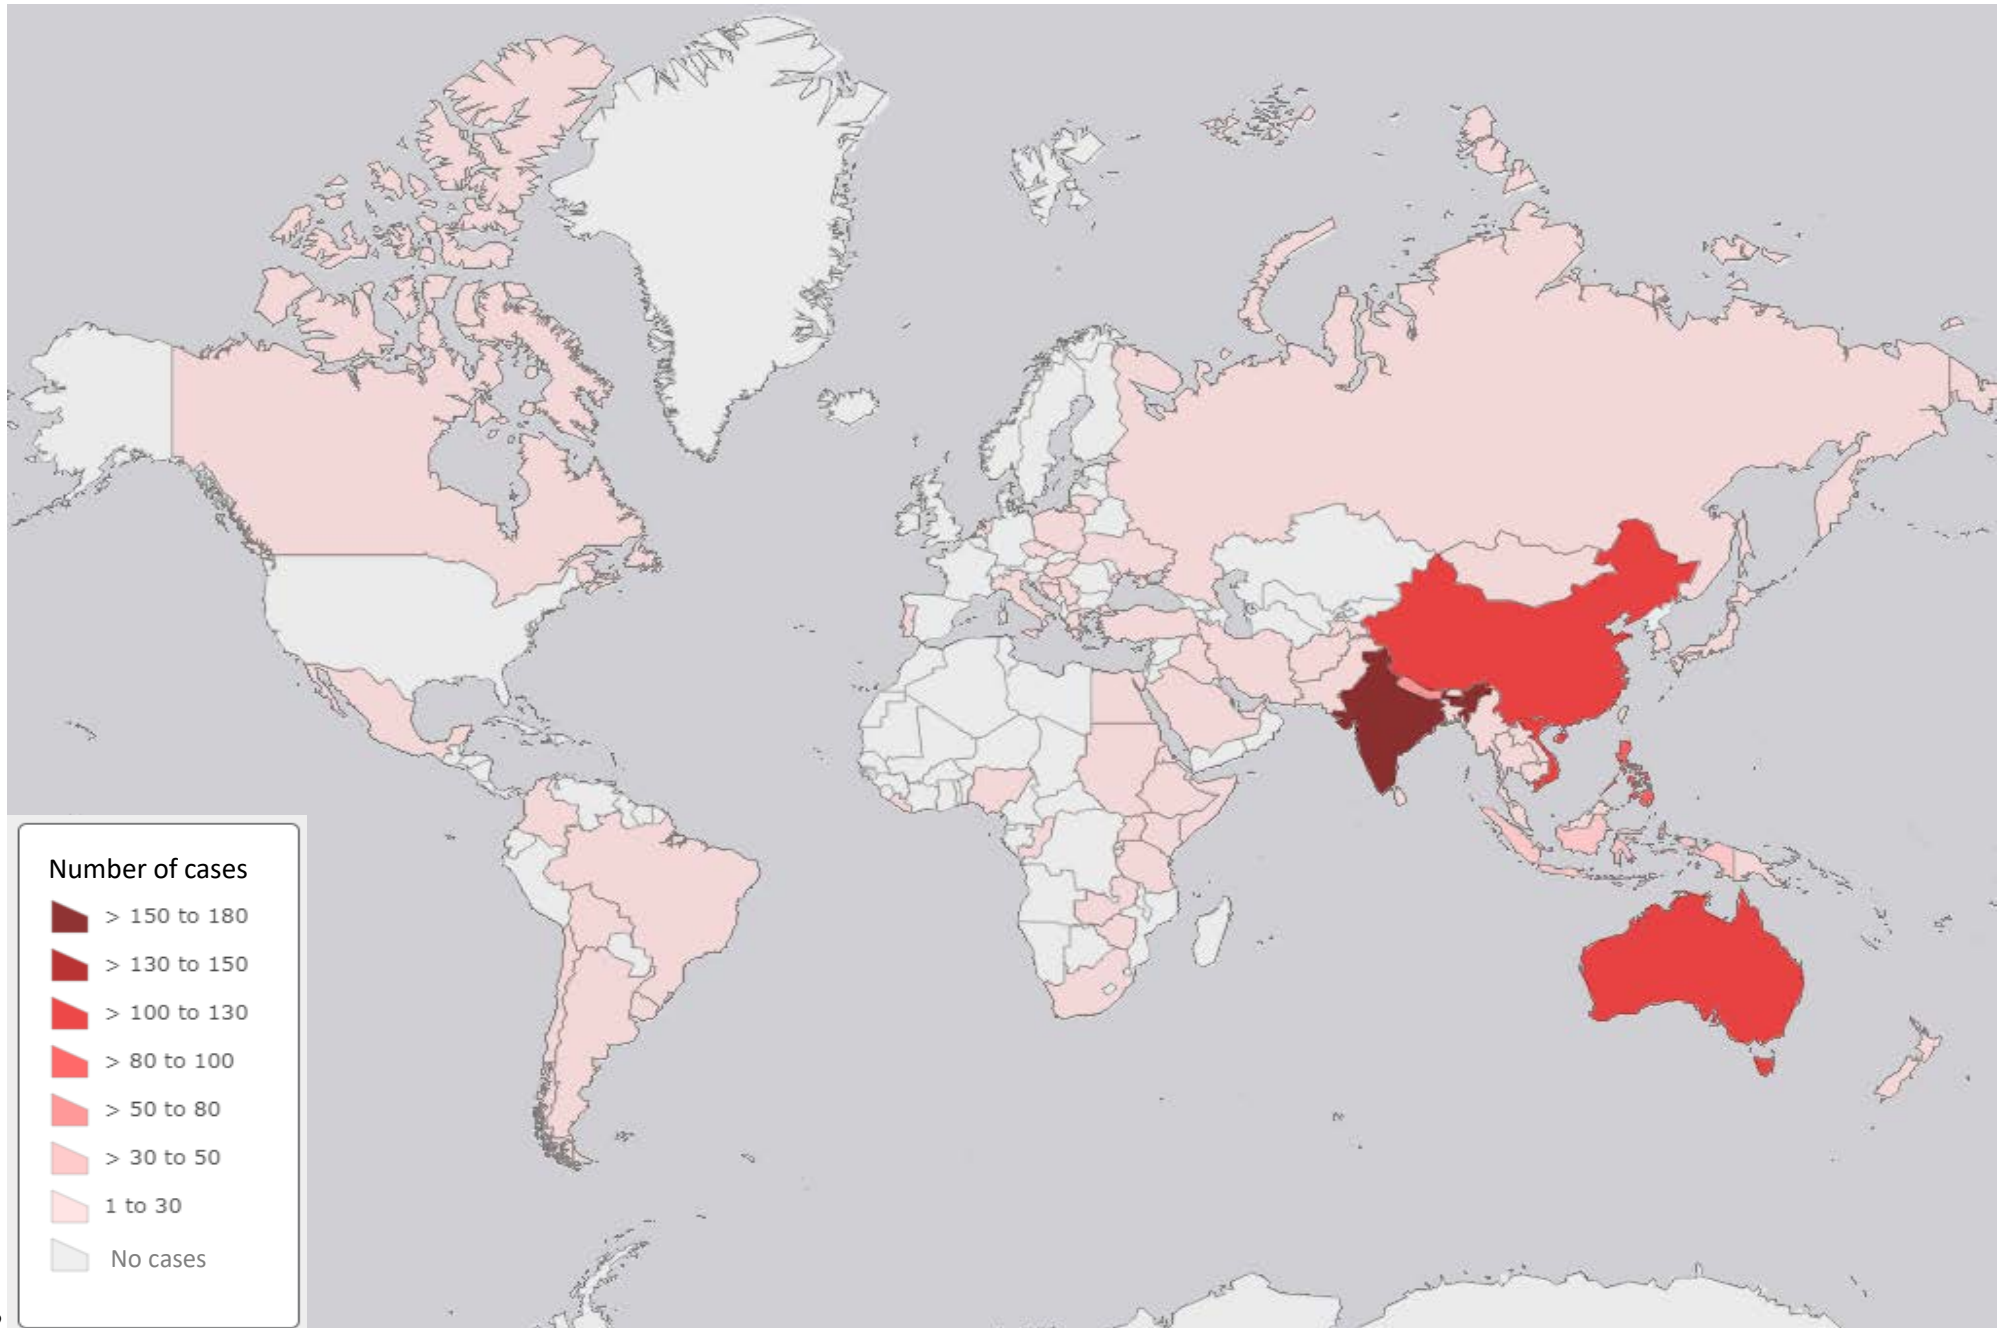 Number of cases
> 150 to 180
> 130 to 150
> 100 to 130
> 80 to 100
> 50 to 80
> 30 to 50
1 to 30
No cases